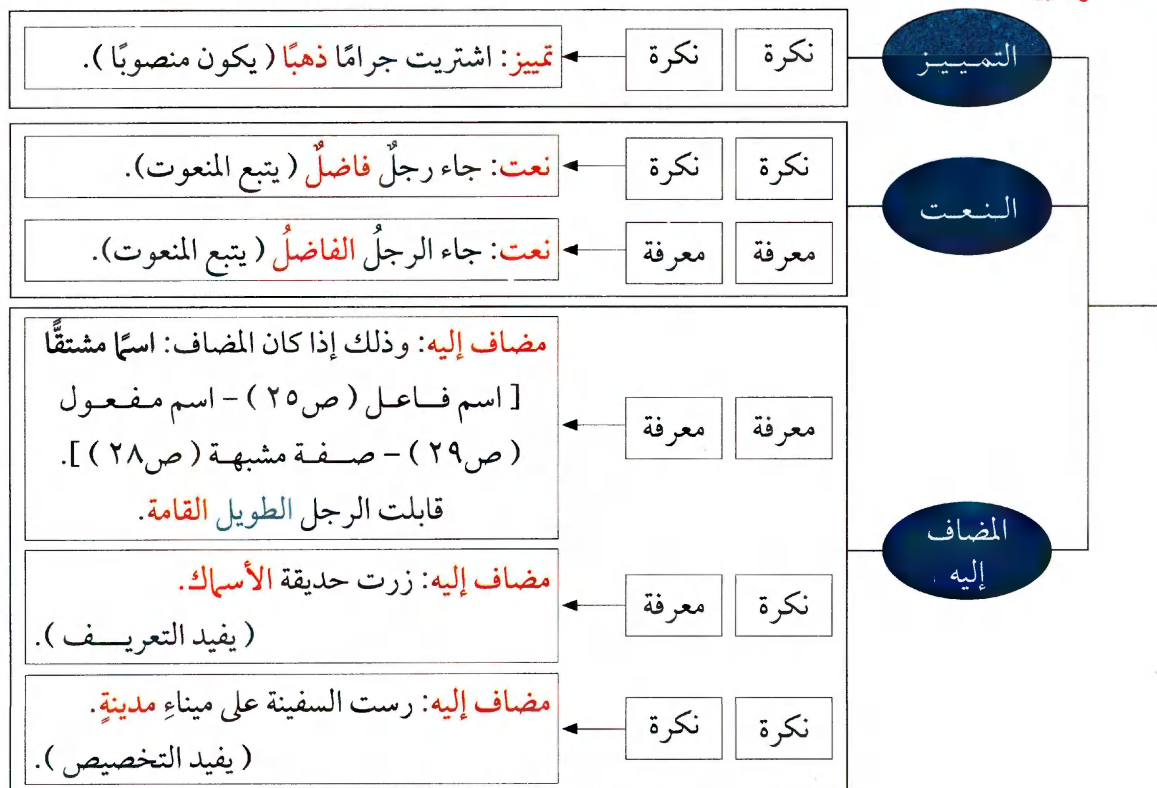 التمييز
نكرة نكرة
تمييز: اشتريت جرامًا ذهبًا ( يكون منصوبًا ).
النعت
نكرة نكرة
نعت: جاء رجلٌ فاضلٌ ( يتبع المنعوت).
معرفة معرفة
نعت: جاء الرجلُ الفاضلُ ( يتبع المنعوت).
المضاف
إليه
معرفة معرفة
مضاف إليه: وذلك إذا كان المضاف: اسمًا مشتقًّا
[ اسم فاعل ( ص٢٥ ) – اسم مفعول
( ص٢٩ ) – صفة مشبهة ( ص٢٨ ) ].
قابلت الرجل الطويل القامة.
نكرة معرفة
مضاف إليه: زرت حديقة الأسماك.
( يفيد التعريف ).
نكرة نكرة
مضاف إليه: رست السفينة على ميناءِ مدينةٍ.
( يفيد التخصيص ).